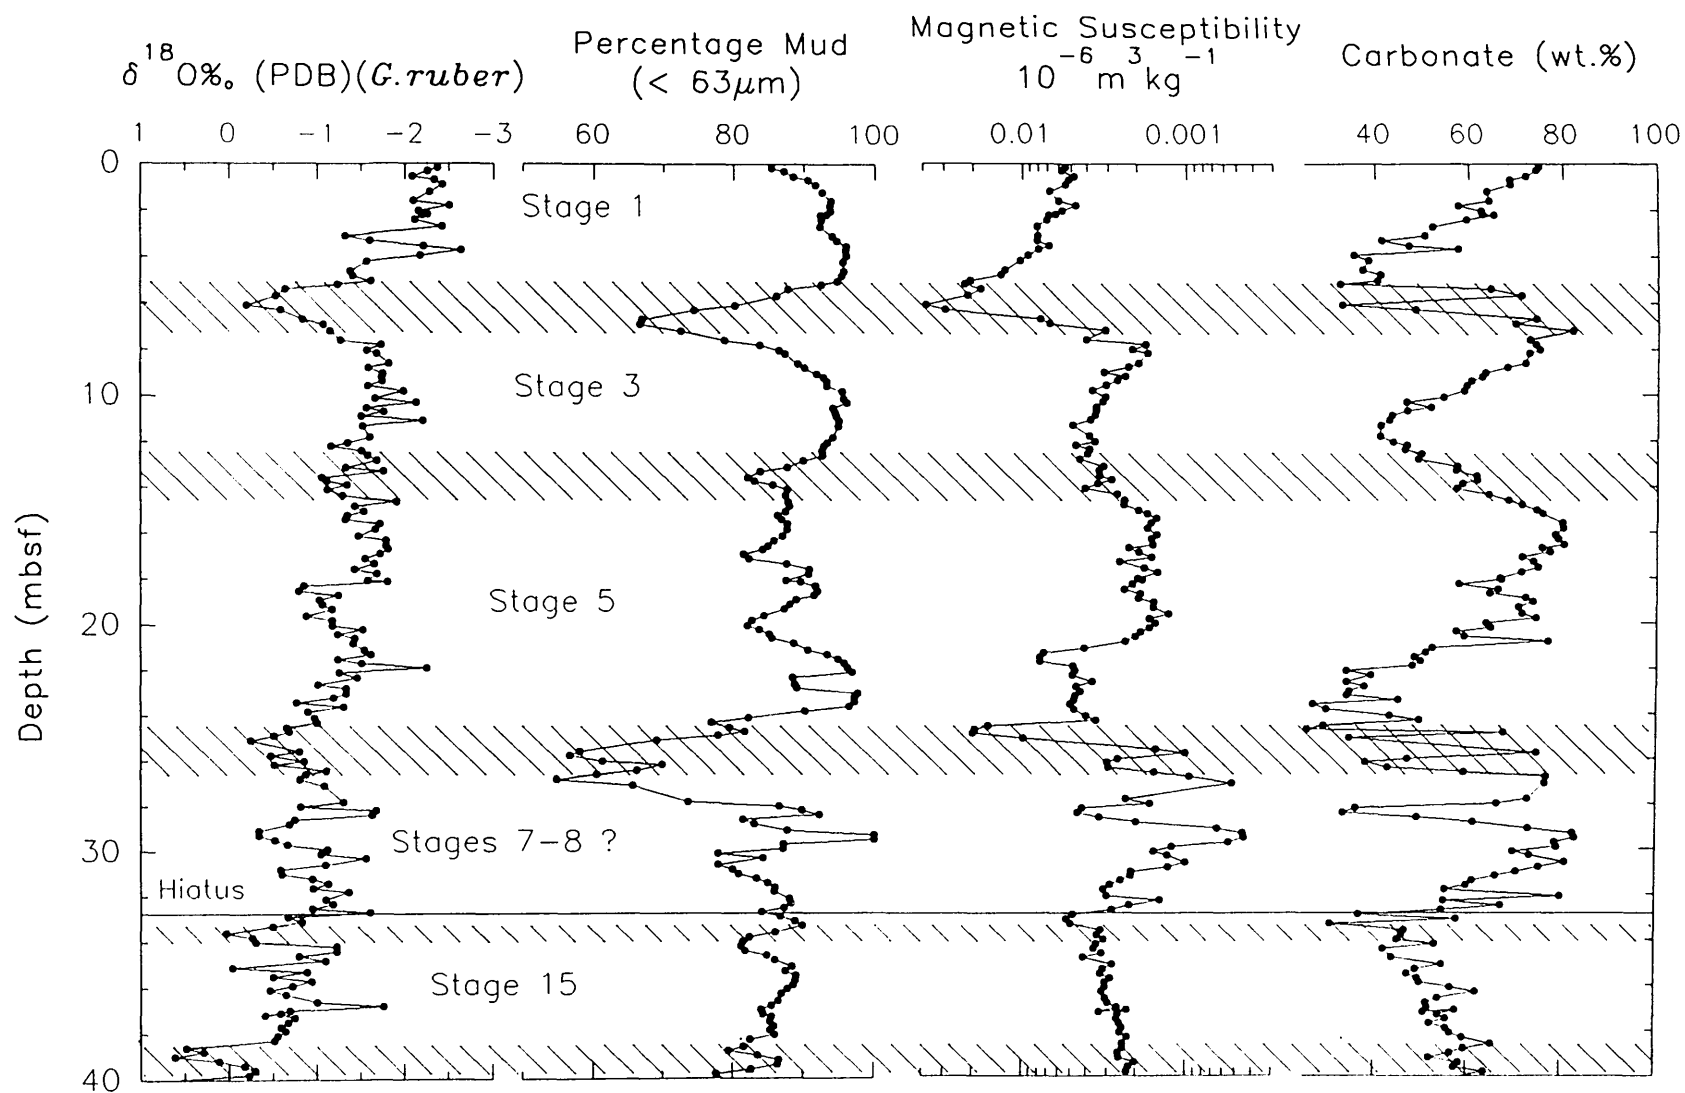 δ¹⁸O‰ (PDB)(G.ruber)
Percentage Mud
(< 63μm)
Magnetic Susceptibility
10⁻⁶ m³ kg⁻¹
Carbonate (wt.%)
1 0 −1 −2 −3
60 80 100
0.01 0.001
40 60 80 100
0
10
20
30
40
Depth (mbsf)
Stage 1
Stage 3
Stage 5
Stages 7−8 ?
Hiatus
Stage 15